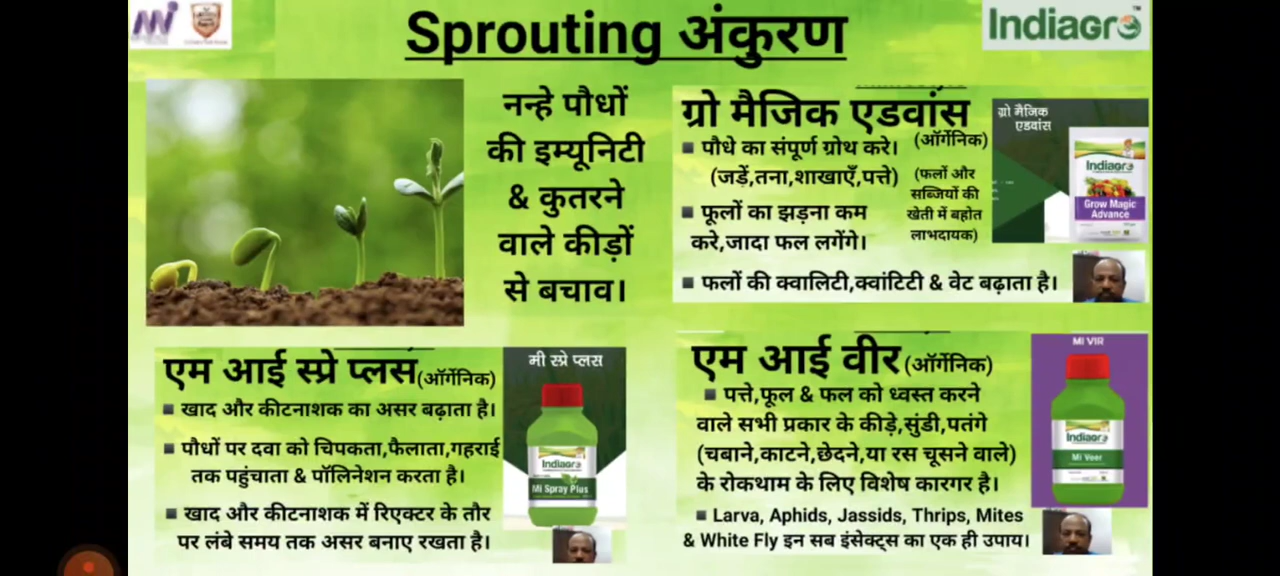 Sprouting अंकुरण
Indiagro
TM
नन्हे पौधों
की इम्यूनिटी
& कुतरने
वाले कीड़ों
से बचाव।
ग्रो मैजिक एडवांस
(ऑर्गेनिक)
■ पौधे का संपूर्ण ग्रोथ करे।
(जड़ें,तना,शाखाएँ,पत्ते)
(फलों और
सब्जियों की
खेती में बहोत
लाभदायक)
■ फूलों का झड़ना कम
करे,जादा फल लगेंगे।
■ फलों की क्वालिटी,क्वांटिटी & वेट बढ़ाता है।
ग्रो मैजिक
एडवांस
Indiagro
Grow Magic
Advance
एम आई स्प्रे प्लस(ऑर्गेनिक)
■ खाद और कीटनाशक का असर बढ़ाता है।
■ पौधों पर दवा को चिपकता,फैलाता,गहराई
तक पहुंचाता & पॉलिनेशन करता है।
■ खाद और कीटनाशक में रिएक्टर के तौर
पर लंबे समय तक असर बनाए रखता है।
मी स्प्रे प्लस
Indiagro
Mi Spray Plus
एम आई वीर(ऑर्गेनिक)
■ पत्ते,फूल & फल को ध्वस्त करने
वाले सभी प्रकार के कीड़े,सुंडी,पतंगे
(चबाने,काटने,छेदने,या रस चूसने वाले)
के रोकथाम के लिए विशेष कारगर है।
■ Larva, Aphids, Jassids, Thrips, Mites
& White Fly इन सब इंसेक्ट्स का एक ही उपाय।
MI VIR
Indiagro
Mi Veer